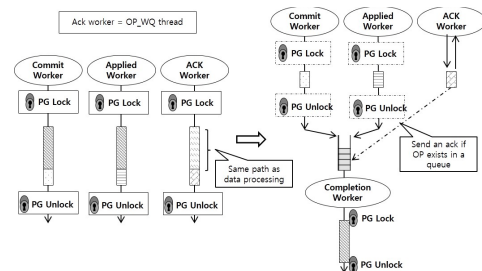 Ack worker = OP_WQ thread
Commit
Worker
Applied
Worker
ACK
Worker
PG Lock
PG Lock
PG Lock
Same path as
data processing
PG Unlock
PG Unlock
PG Unlock
Commit
Worker
Applied
Worker
ACK
Worker
PG Lock
PG Lock
PG Unlock
PG Unlock
Send an ack if
OP exists in a
queue
Completion
Worker
PG Lock
PG Unlock